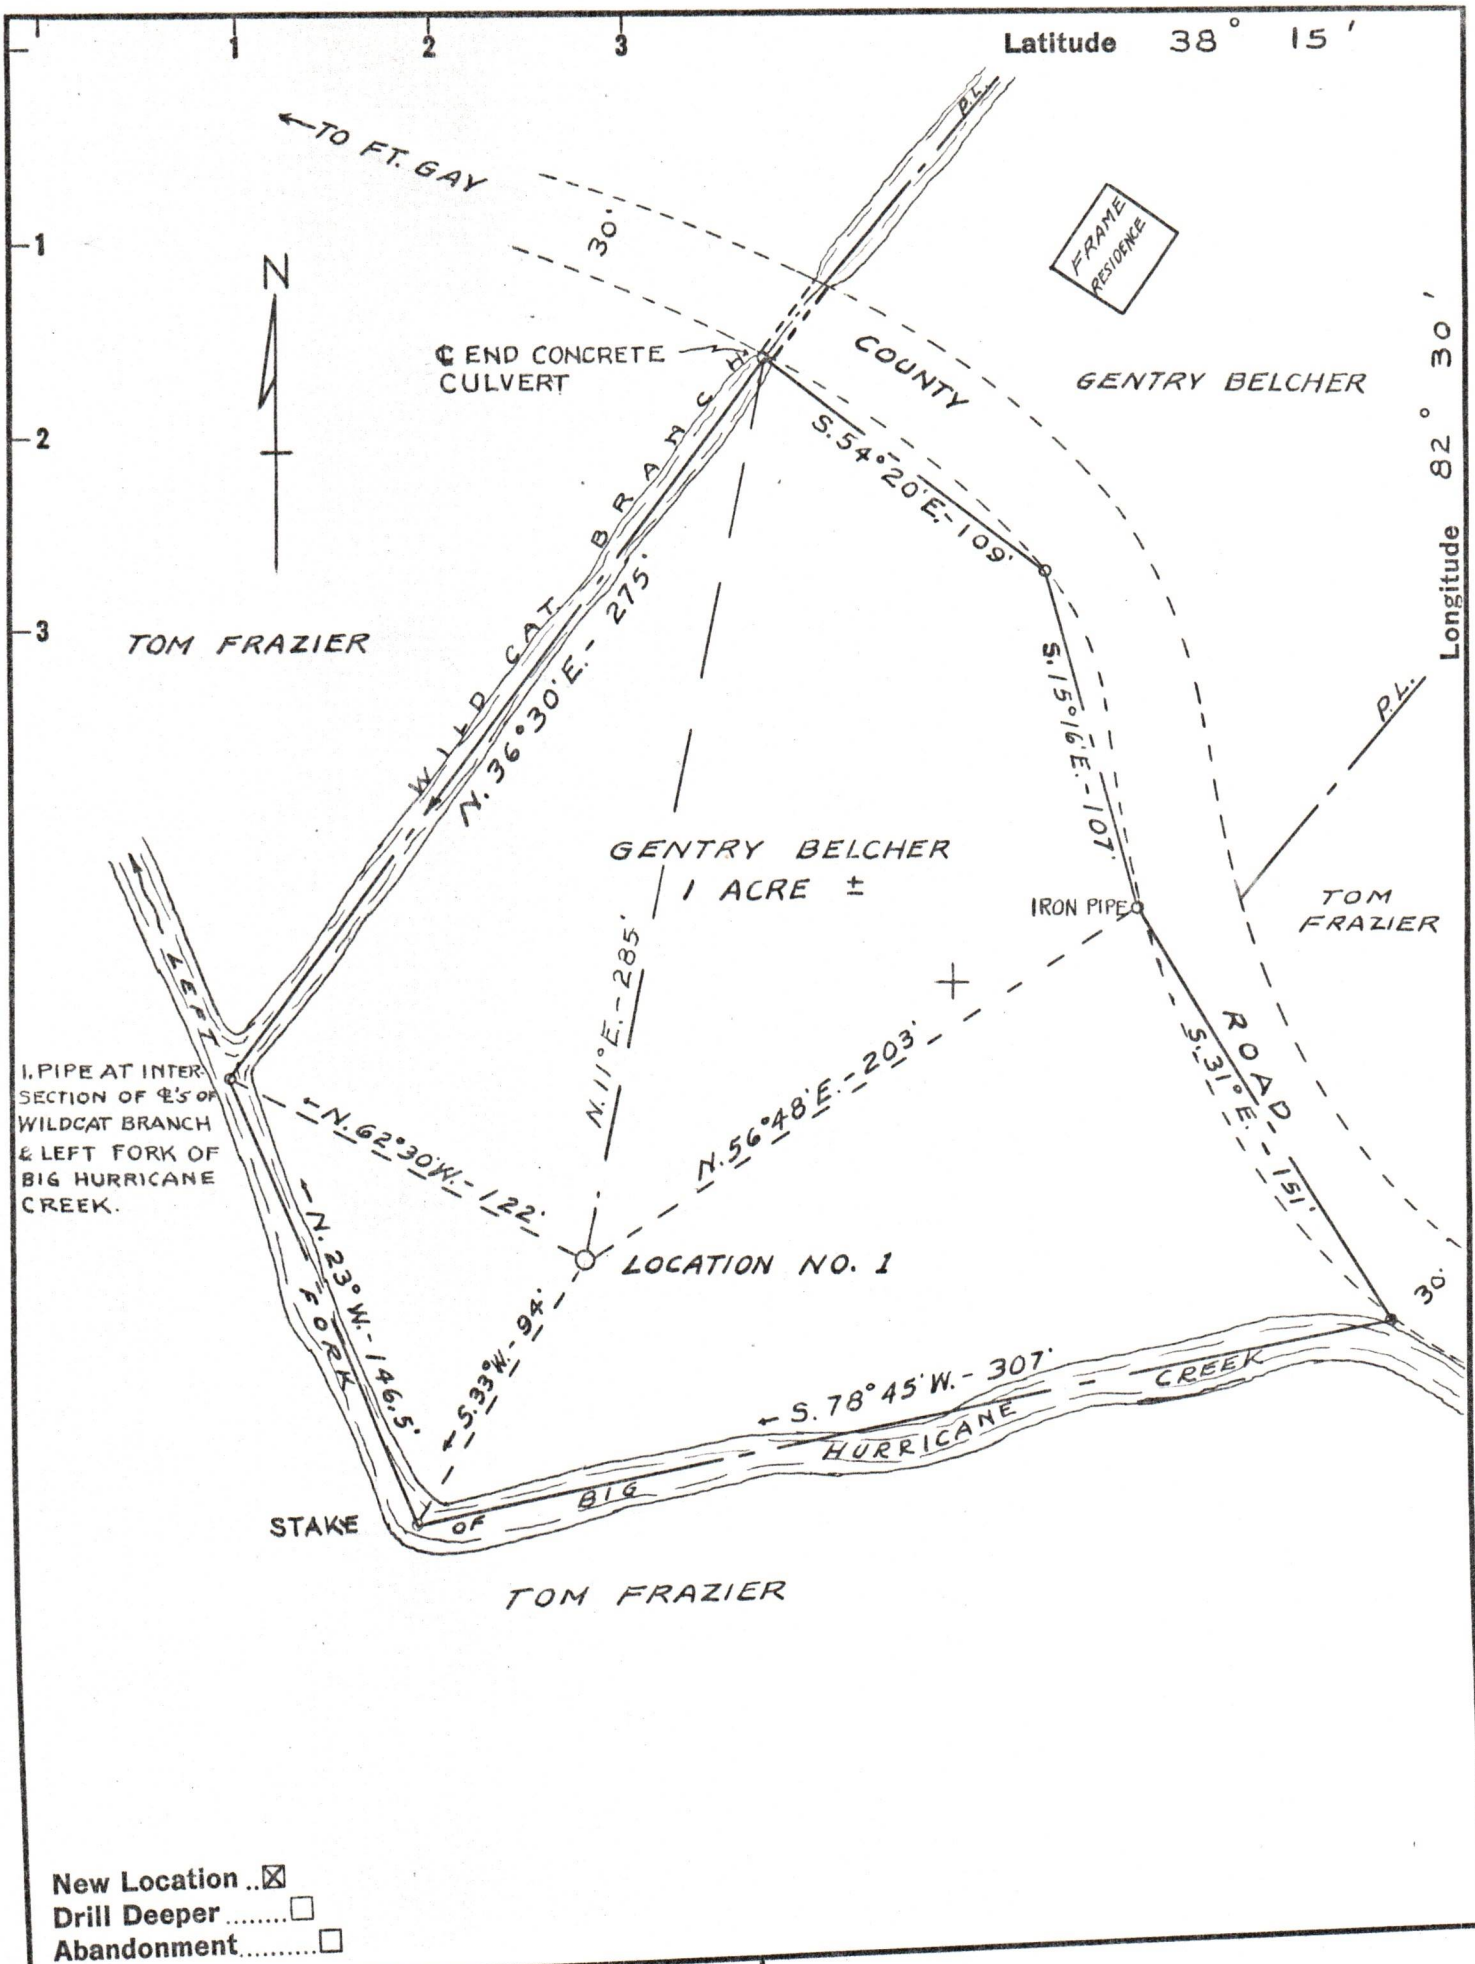 1 2 3 Latitude 38° 15'
←TO FT. GAY
P.L.
30'
FRAME
RESIDENCE
1
N
℄ END CONCRETE
CULVERT
COUNTY
GENTRY BELCHER
Longitude 82° 30'
2
S. 54° 20' E. - 109'
WILD CAT BRANCH
N. 36° 30' E. - 275'
3
TOM FRAZIER
S. 15° 16' E. - 107'
P.L.
GENTRY BELCHER
1 ACRE ±
IRON PIPE
TOM
FRAZIER
LEFT
N. 11° E. - 285'
N. 56° 48' E. - 203'
ROAD
S. 31° E. - 151'
I. PIPE AT INTER-
SECTION OF ℄'S OF
WILDCAT BRANCH
& LEFT FORK OF
BIG HURRICANE
CREEK.
←N. 62° 30' W. - 122'
←N. 23° W. - 146.5'
FORK
LOCATION NO. 1
30'
←S. 33° W. - 94'
← S. 78° 45' W. - 307'
CREEK
HURRICANE
BIG
OF
STAKE
TOM FRAZIER
New Location ..☒
Drill Deeper ........☐
Abandonment..........☐